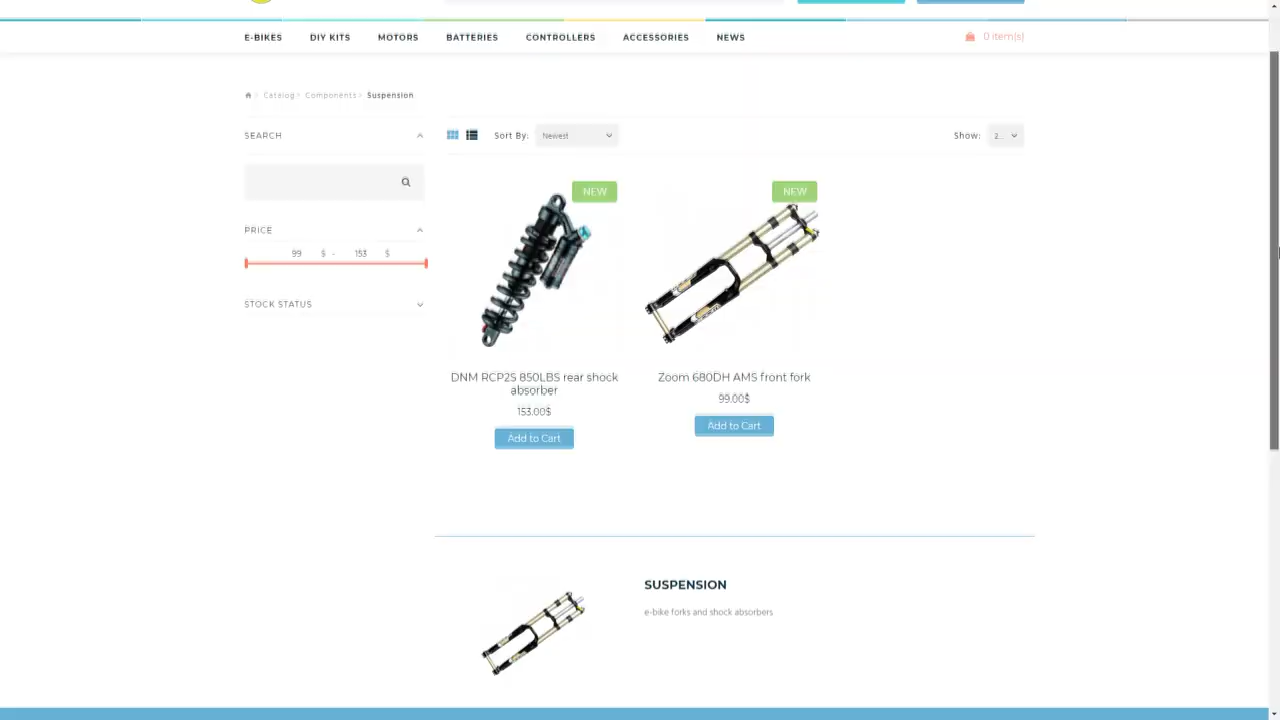 E-BIKES DIY KITS MOTORS BATTERIES CONTROLLERS ACCESSORIES NEWS 0 item(s)
Catalog > Components > Suspension
SEARCH
Sort By: Newest
Show: 2...
PRICE
99 $ - 153 $
STOCK STATUS
NEW
NEW
DNM RCP2S 850LBS rear shock
absorber
153.00$
Add to Cart
Zoom 680DH AMS front fork
99.00$
Add to Cart
SUSPENSION
e-bike forks and shock absorbers